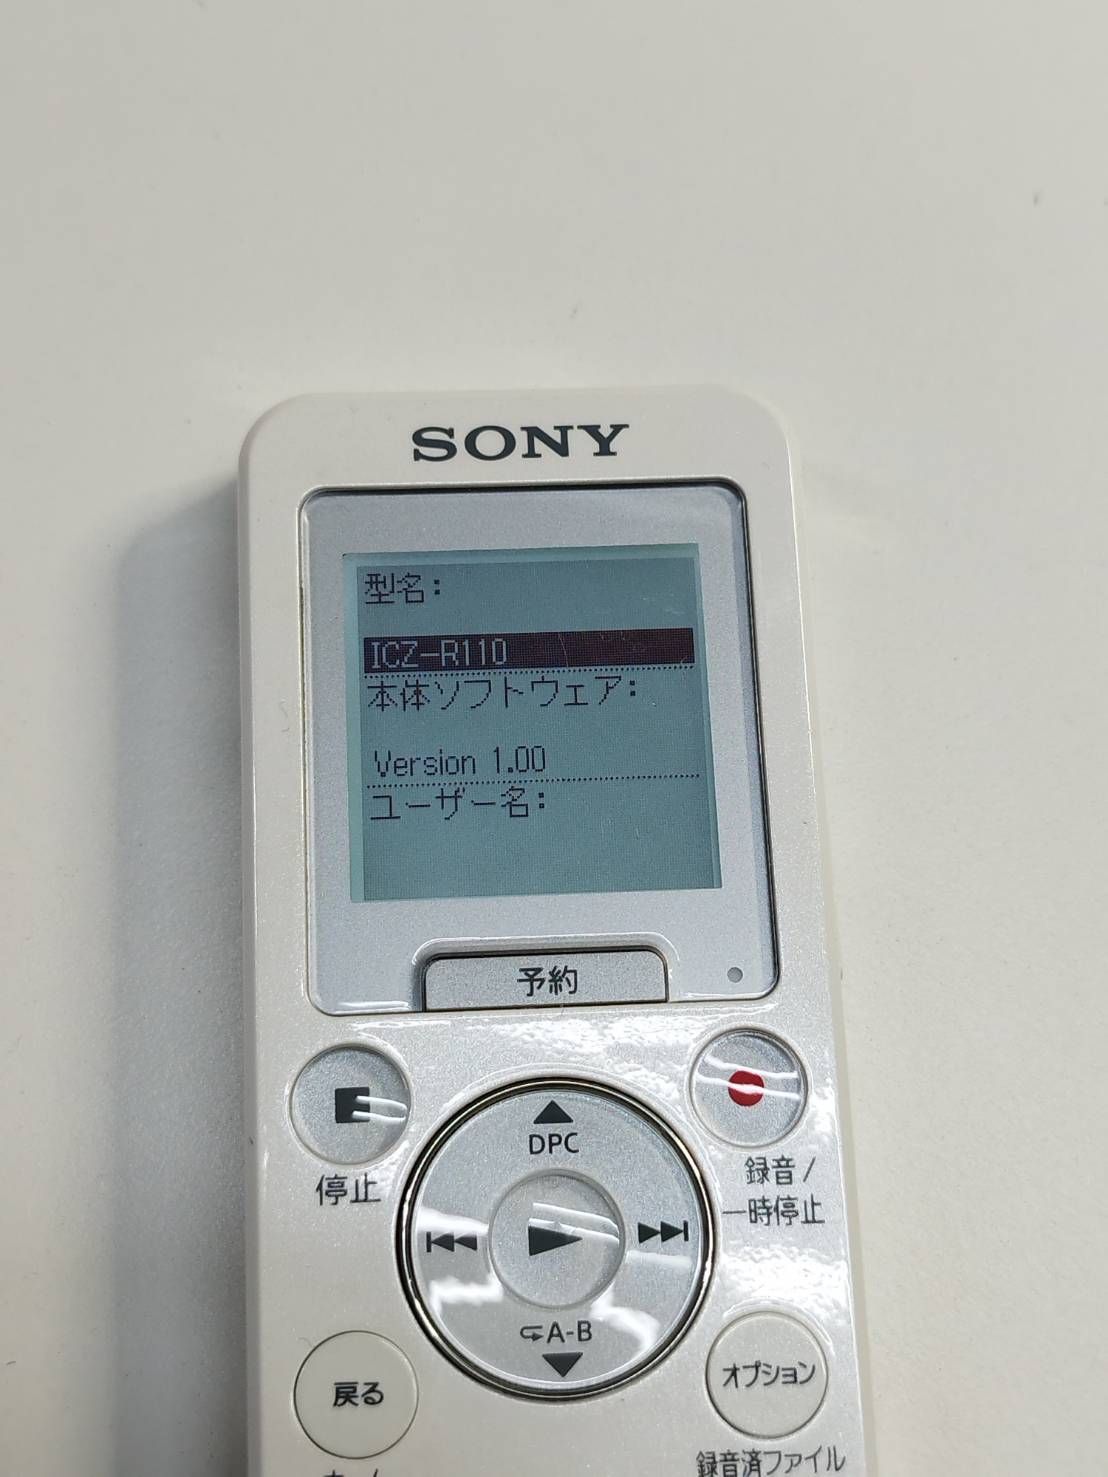 SONY
型名:
ICZ-R110
本体ソフトウェア:
Version 1.00
ユーザー名:
予約
停止
DPC
録音/
一時停止
A-B
戻る
オプション
録音済ファイル